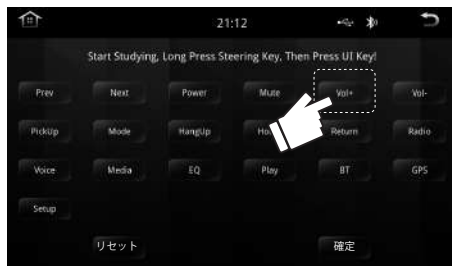 21:12
Start Studying, Long Press Steering Key, Then Press UI Key!
Prev Next Power Mute Vol+ Vol-
PickUp Mode HangUp Return Radio
Voice Media EQ Play BT GPS
Setup
リセット 確定